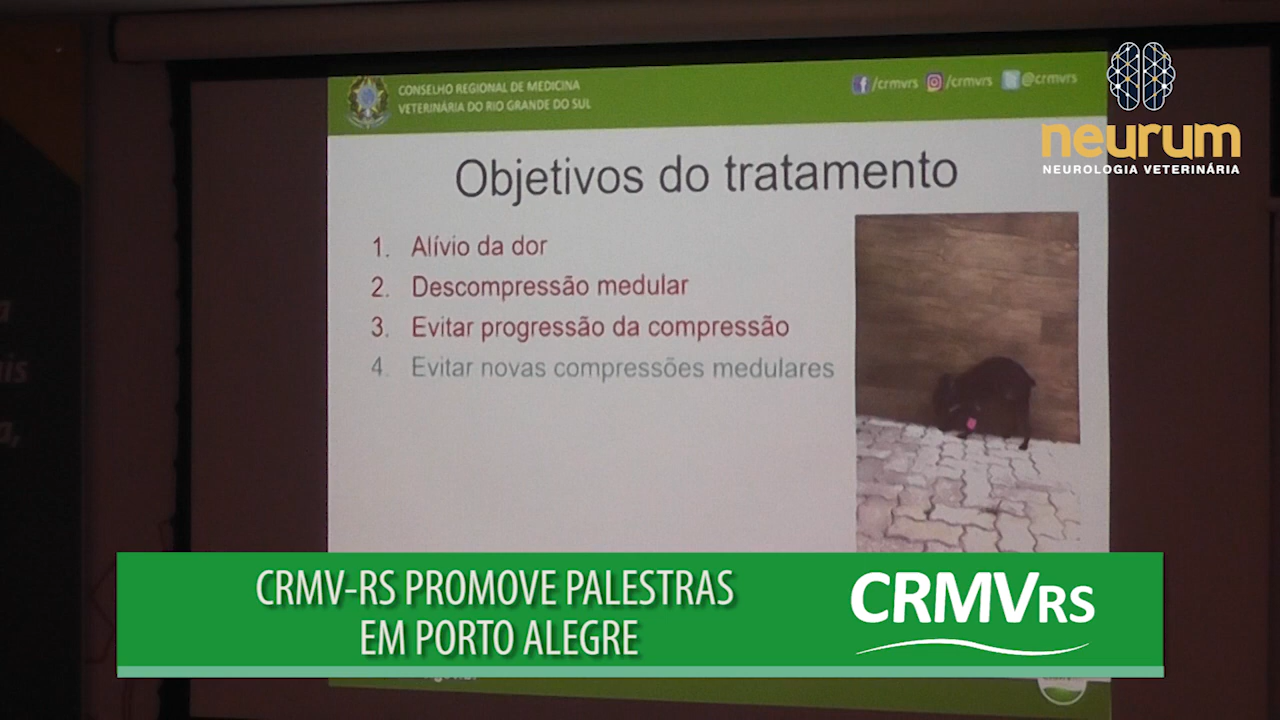 CONSELHO REGIONAL DE MEDICINA
VETERINÁRIA DO RIO GRANDE DO SUL
/crmvrs /crmvrs @crmvrs
neurum
NEUROLOGIA VETERINÁRIA
Objetivos do tratamento
1. Alívio da dor
2. Descompressão medular
3. Evitar progressão da compressão
4. Evitar novas compressões medulares
CRMV-RS PROMOVE PALESTRAS
EM PORTO ALEGRE
CRMVRS